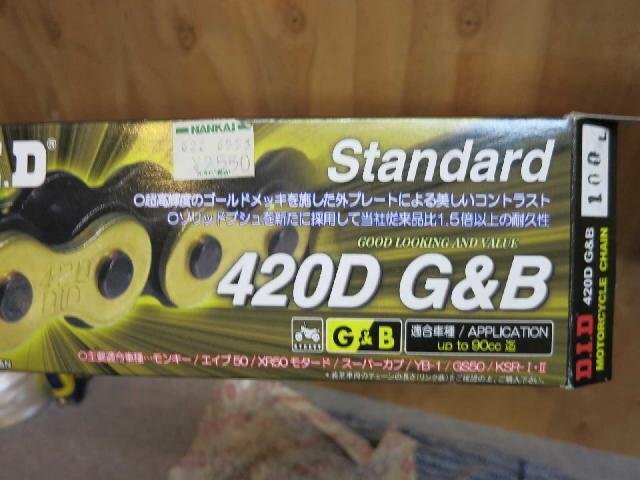 .I.D®
NANKAI
¥2550
Standard
○超高輝度のゴールドメッキを施した外プレートによる美しいコントラスト
○ソリッドブシュを新たに採用して当社従来品比1.5倍以上の耐久性
GOOD LOOKING AND VALUE
420D G&B
420
DID
STREET
G&B
適合車種 / APPLICATION
up to 90cc 迄
○主要適合車種…モンキー / エイプ50 / XR50モタード / スーパーカブ / YB-1 / GS50 / KSR-I・II
AN
D.I.D 420D G&B
MOTORCYCLE CHAIN
100L